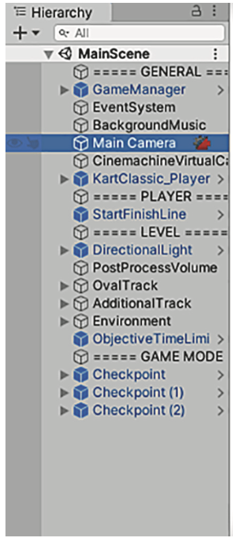 Hierarchy
All
MainScene
===== GENERAL ===
GameManager
EventSystem
BackgroundMusic
Main Camera
CinemachineVirtualCa
KartClassic_Player
===== PLAYER ====
StartFinishLine
===== LEVEL =====
DirectionalLight
PostProcessVolume
OvalTrack
AdditionalTrack
Environment
ObjectiveTimeLimi
===== GAME MODE
Checkpoint
Checkpoint (1)
Checkpoint (2)